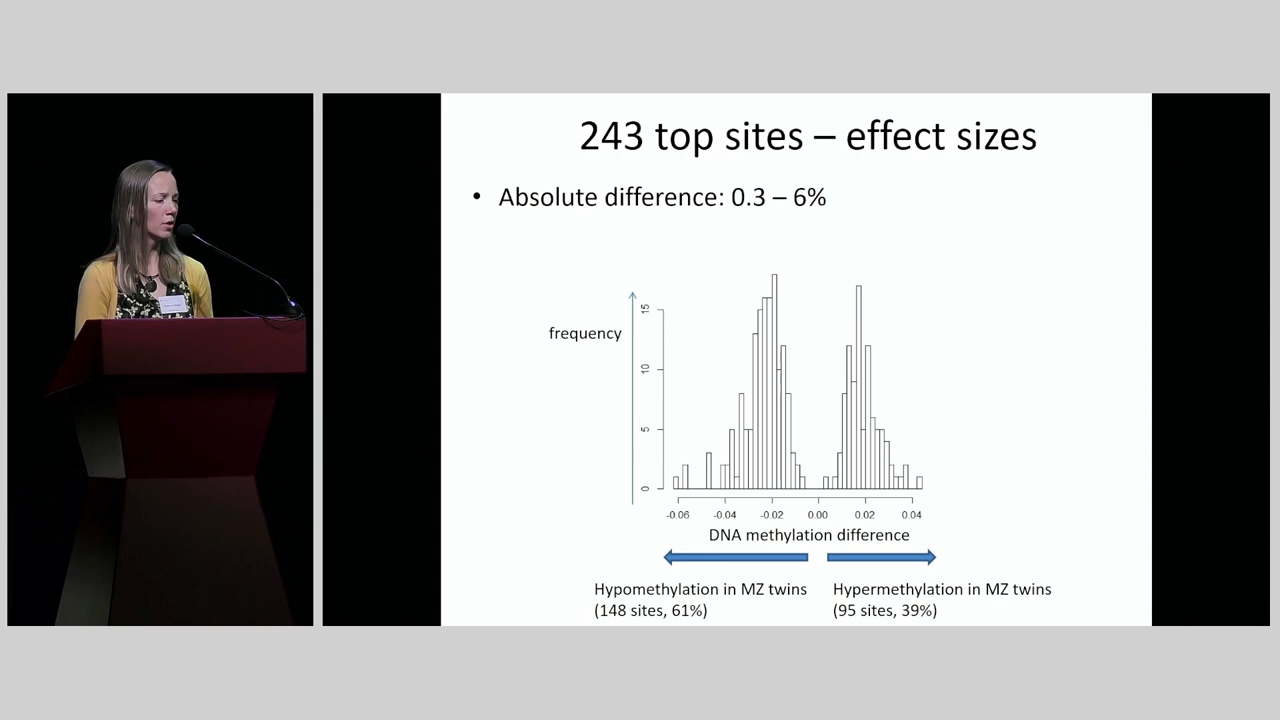 243 top sites – effect sizes
• Absolute difference: 0.3 – 6%
frequency
15
10
5
0
-0.06 -0.04 -0.02 0.00 0.02 0.04
DNA methylation difference
Hypomethylation in MZ twins
(148 sites, 61%)
Hypermethylation in MZ twins
(95 sites, 39%)